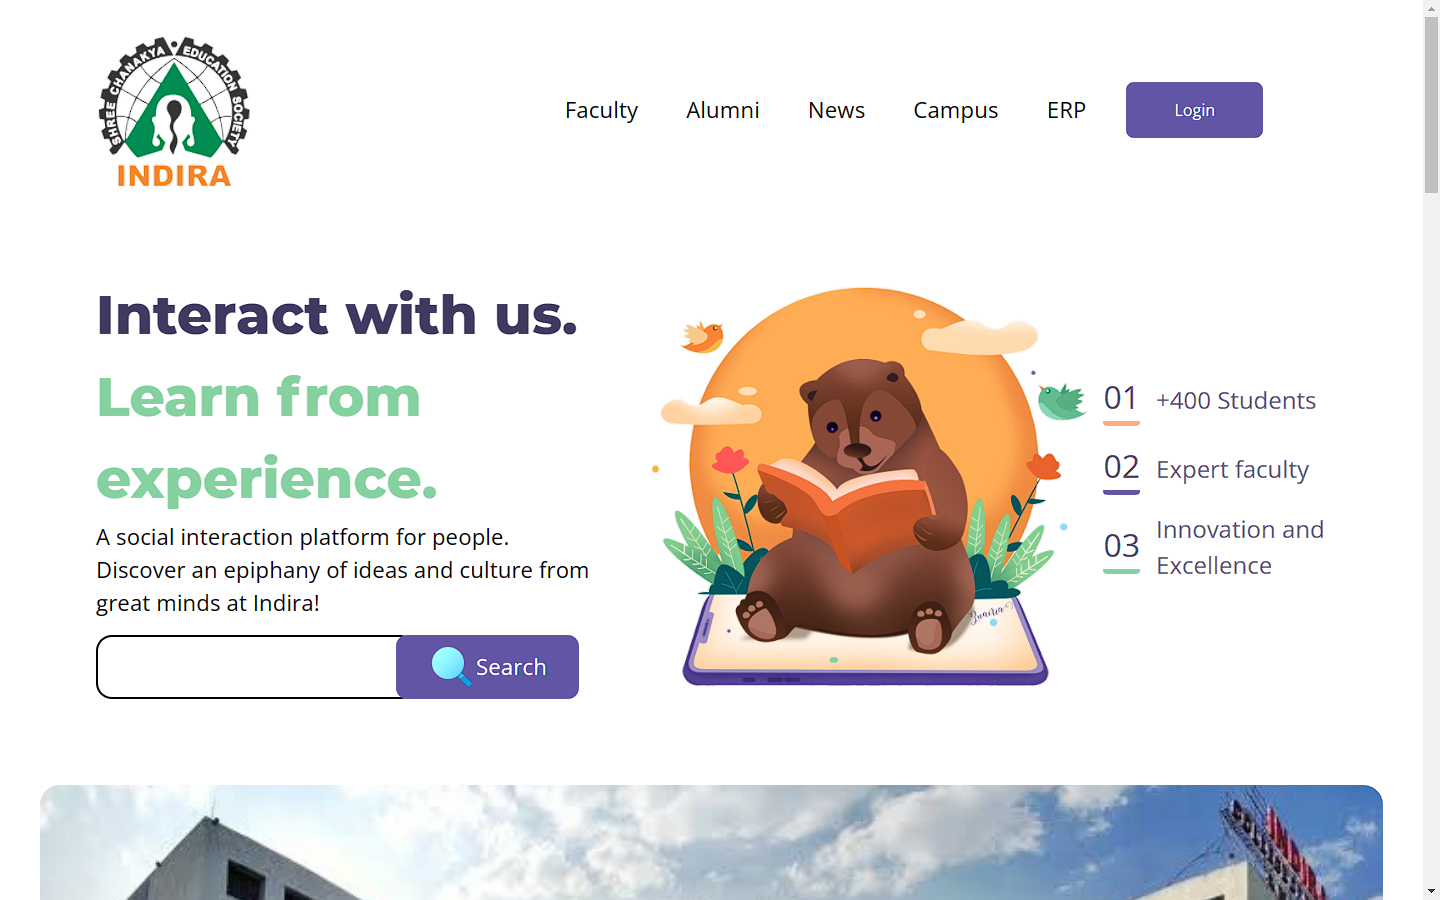 SHREE CHANAKYA EDUCATION SOCIETY
INDIRA
Faculty
Alumni
News
Campus
ERP
Login
Interact with us.
Learn from
experience.
A social interaction platform for people.
Discover an epiphany of ideas and culture from
great minds at Indira!
Search
01 +400 Students
02 Expert faculty
03 Innovation and
Excellence